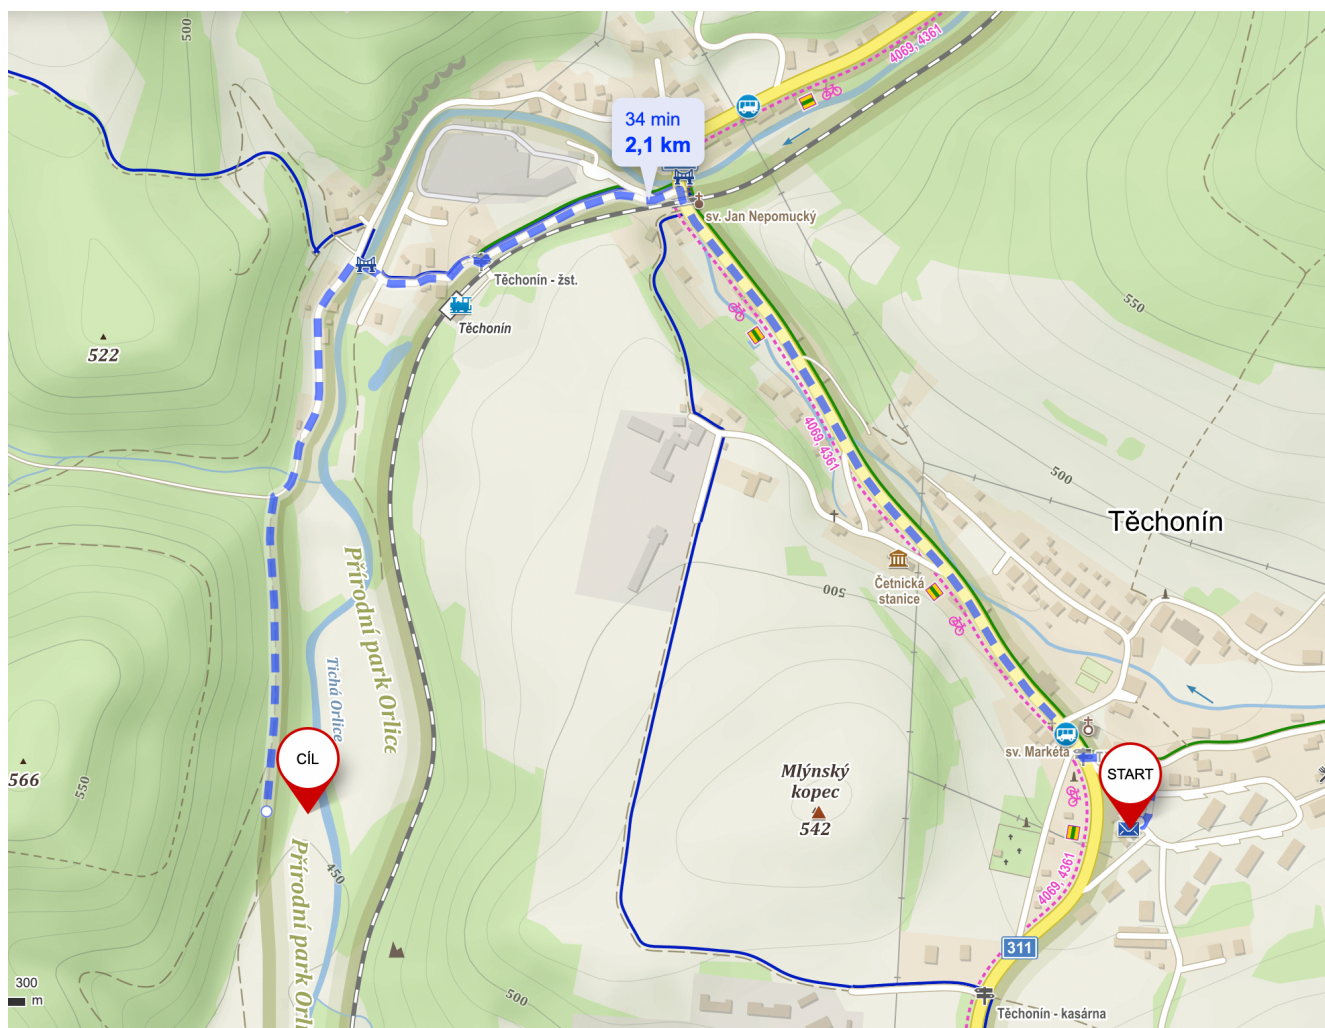 500
4069, 4361
34 min
2,1 km
sv. Jan Nepomucký
Těchonín - žst.
Těchonín
550
522
4069, 4361
500
Těchonín
Přírodní park Orlice
Četnická
stanice
500
Tichá Orlice
sv. Markéta
CÍL
START
566
550
Mlýnský
kopec
542
450
4069, 4361
Přírodní park Orl
311
300
m
500
Těchonín - kasárna